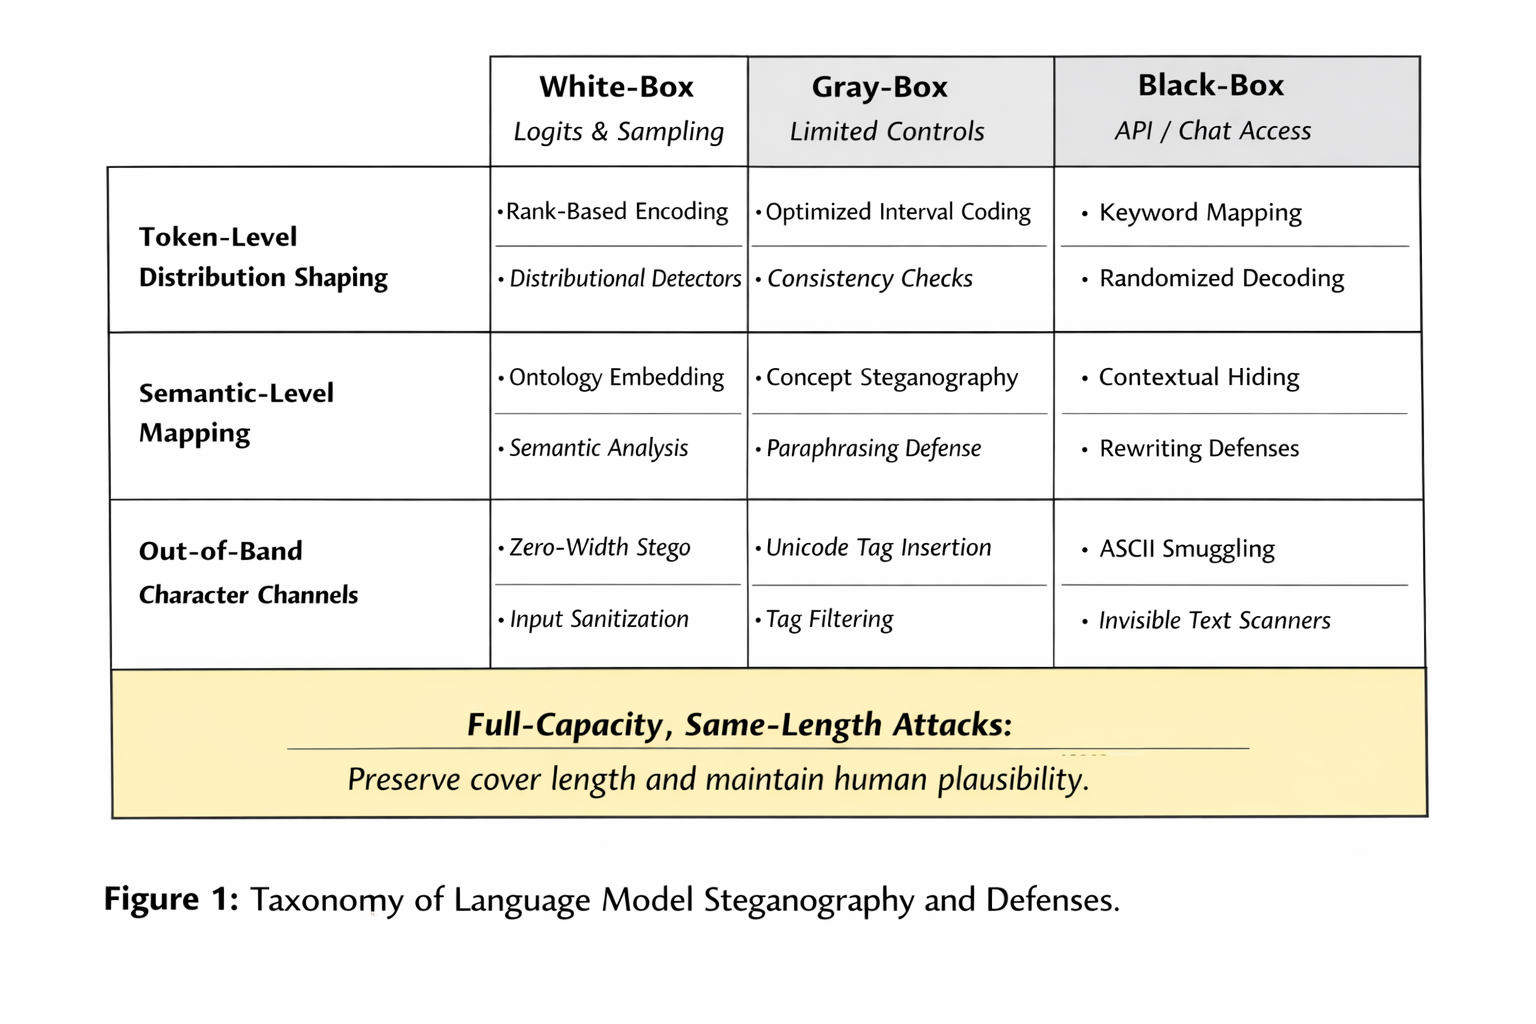 White-Box Gray-Box Black-Box
Logits & Sampling Limited Controls API / Chat Access
•Rank-Based Encoding •Optimized Interval Coding • Keyword Mapping
Token-Level
Distribution Shaping • Distributional Detectors • Consistency Checks • Randomized Decoding
• Ontology Embedding • Concept Steganography • Contextual Hiding
Semantic-Level
Mapping • Semantic Analysis • Paraphrasing Defense • Rewriting Defenses
Out-of-Band • Zero-Width Stego • Unicode Tag Insertion • ASCII Smuggling
Character Channels
• Input Sanitization • Tag Filtering • Invisible Text Scanners
Full-Capacity, Same-Length Attacks:
Preserve cover length and maintain human plausibility.
Figure 1: Taxonomy of Language Model Steganography and Defenses.